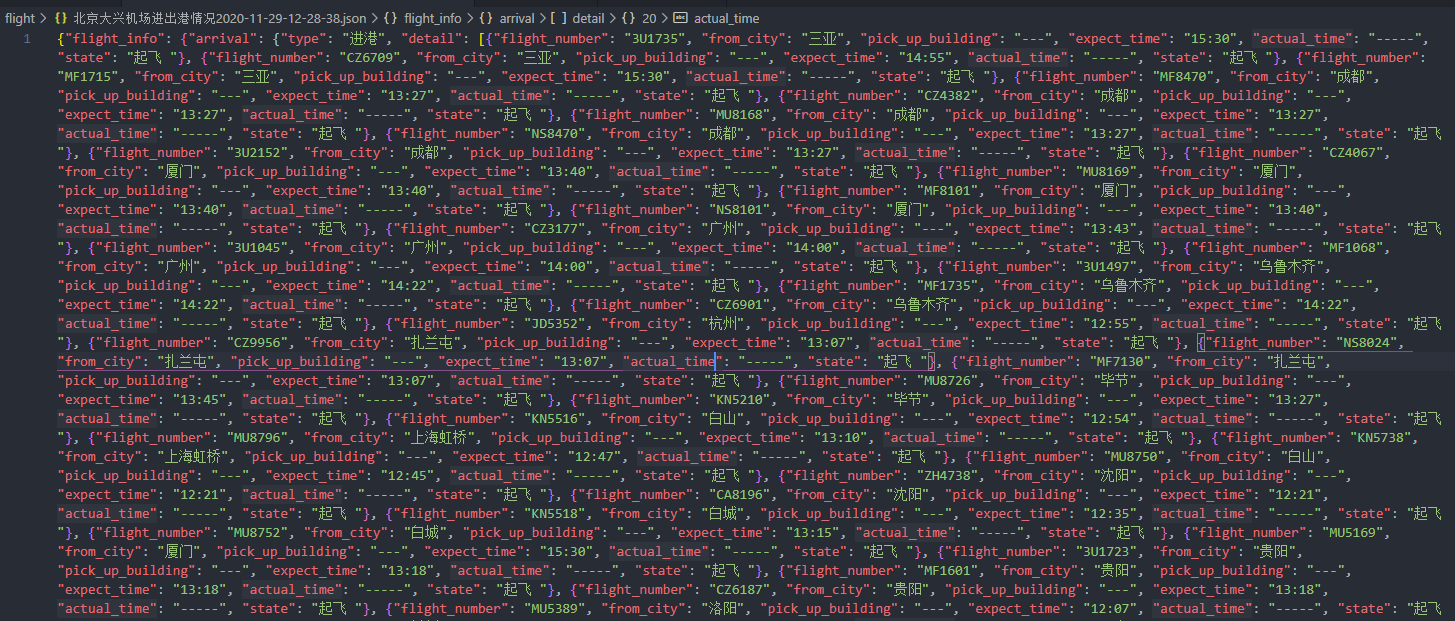 flight > {} 北京大兴机场进出港情况2020-11-29-12-28-38.json > {} flight_info > {} arrival > [ ] detail > {} 20 > abc actual_time
1 {"flight_info": {"arrival": {"type": "进港", "detail": [{"flight_number": "3U1735", "from_city": "三亚", "pick_up_building": "---", "expect_time": "15:30", "actual_time": "-----",
"state": "起飞 "}, {"flight_number": "CZ6709", "from_city": "三亚", "pick_up_building": "---", "expect_time": "14:55", "actual_time": "-----", "state": "起飞 "}, {"flight_number":
"MF1715", "from_city": "三亚", "pick_up_building": "---", "expect_time": "15:30", "actual_time": "-----", "state": "起飞 "}, {"flight_number": "MF8470", "from_city": "成都",
"pick_up_building": "---", "expect_time": "13:27", "actual_time": "-----", "state": "起飞 "}, {"flight_number": "CZ4382", "from_city": "成都", "pick_up_building": "---",
"expect_time": "13:27", "actual_time": "-----", "state": "起飞 "}, {"flight_number": "MU8168", "from_city": "成都", "pick_up_building": "---", "expect_time": "13:27",
"actual_time": "-----", "state": "起飞 "}, {"flight_number": "NS8470", "from_city": "成都", "pick_up_building": "---", "expect_time": "13:27", "actual_time": "-----", "state": "起飞
"}, {"flight_number": "3U2152", "from_city": "成都", "pick_up_building": "---", "expect_time": "13:27", "actual_time": "-----", "state": "起飞 "}, {"flight_number": "CZ4067",
"from_city": "厦门", "pick_up_building": "---", "expect_time": "13:40", "actual_time": "-----", "state": "起飞 "}, {"flight_number": "MU8169", "from_city": "厦门",
"pick_up_building": "---", "expect_time": "13:40", "actual_time": "-----", "state": "起飞 "}, {"flight_number": "MF8101", "from_city": "厦门", "pick_up_building": "---",
"expect_time": "13:40", "actual_time": "-----", "state": "起飞 "}, {"flight_number": "NS8101", "from_city": "厦门", "pick_up_building": "---", "expect_time": "13:40",
"actual_time": "-----", "state": "起飞 "}, {"flight_number": "CZ3177", "from_city": "广州", "pick_up_building": "---", "expect_time": "13:43", "actual_time": "-----", "state": "起飞
"}, {"flight_number": "3U1045", "from_city": "广州", "pick_up_building": "---", "expect_time": "14:00", "actual_time": "-----", "state": "起飞 "}, {"flight_number": "MF1068",
"from_city": "广州", "pick_up_building": "---", "expect_time": "14:00", "actual_time": "-----", "state": "起飞 "}, {"flight_number": "3U1497", "from_city": "乌鲁木齐",
"pick_up_building": "---", "expect_time": "14:22", "actual_time": "-----", "state": "起飞 "}, {"flight_number": "MF1735", "from_city": "乌鲁木齐", "pick_up_building": "---",
"expect_time": "14:22", "actual_time": "-----", "state": "起飞 "}, {"flight_number": "CZ6901", "from_city": "乌鲁木齐", "pick_up_building": "---", "expect_time": "14:22",
"actual_time": "-----", "state": "起飞 "}, {"flight_number": "JD5352", "from_city": "杭州", "pick_up_building": "---", "expect_time": "12:55", "actual_time": "-----", "state": "起飞
"}, {"flight_number": "CZ9956", "from_city": "扎兰屯", "pick_up_building": "---", "expect_time": "13:07", "actual_time": "-----", "state": "起飞 "}, {"flight_number": "NS8024",
"from_city": "扎兰屯", "pick_up_building": "---", "expect_time": "13:07", "actual_time": "-----", "state": "起飞 "}, {"flight_number": "MF7130", "from_city": "扎兰屯",
"pick_up_building": "---", "expect_time": "13:07", "actual_time": "-----", "state": "起飞 "}, {"flight_number": "MU8726", "from_city": "毕节", "pick_up_building": "---",
"expect_time": "13:45", "actual_time": "-----", "state": "起飞 "}, {"flight_number": "KN5210", "from_city": "毕节", "pick_up_building": "---", "expect_time": "13:27",
"actual_time": "-----", "state": "起飞 "}, {"flight_number": "KN5516", "from_city": "白山", "pick_up_building": "---", "expect_time": "12:54", "actual_time": "-----", "state": "起飞
"}, {"flight_number": "MU8796", "from_city": "上海虹桥", "pick_up_building": "---", "expect_time": "13:10", "actual_time": "-----", "state": "起飞 "}, {"flight_number": "KN5738",
"from_city": "上海虹桥", "pick_up_building": "---", "expect_time": "12:47", "actual_time": "-----", "state": "起飞 "}, {"flight_number": "MU8750", "from_city": "白山",
"pick_up_building": "---", "expect_time": "12:45", "actual_time": "-----", "state": "起飞 "}, {"flight_number": "ZH4738", "from_city": "沈阳", "pick_up_building": "---",
"expect_time": "12:21", "actual_time": "-----", "state": "起飞 "}, {"flight_number": "CA8196", "from_city": "沈阳", "pick_up_building": "---", "expect_time": "12:21",
"actual_time": "-----", "state": "起飞 "}, {"flight_number": "KN5518", "from_city": "白城", "pick_up_building": "---", "expect_time": "12:35", "actual_time": "-----", "state": "起飞
"}, {"flight_number": "MU8752", "from_city": "白城", "pick_up_building": "---", "expect_time": "13:15", "actual_time": "-----", "state": "起飞 "}, {"flight_number": "MU5169",
"from_city": "厦门", "pick_up_building": "---", "expect_time": "15:30", "actual_time": "-----", "state": "起飞 "}, {"flight_number": "3U1723", "from_city": "贵阳",
"pick_up_building": "---", "expect_time": "13:18", "actual_time": "-----", "state": "起飞 "}, {"flight_number": "MF1601", "from_city": "贵阳", "pick_up_building": "---",
"expect_time": "13:18", "actual_time": "-----", "state": "起飞 "}, {"flight_number": "CZ6187", "from_city": "贵阳", "pick_up_building": "---", "expect_time": "13:18",
"actual_time": "-----", "state": "起飞 "}, {"flight_number": "MU5389", "from_city": "洛阳", "pick_up_building": "---", "expect_time": "12:07", "actual_time": "-----", "state": "起飞